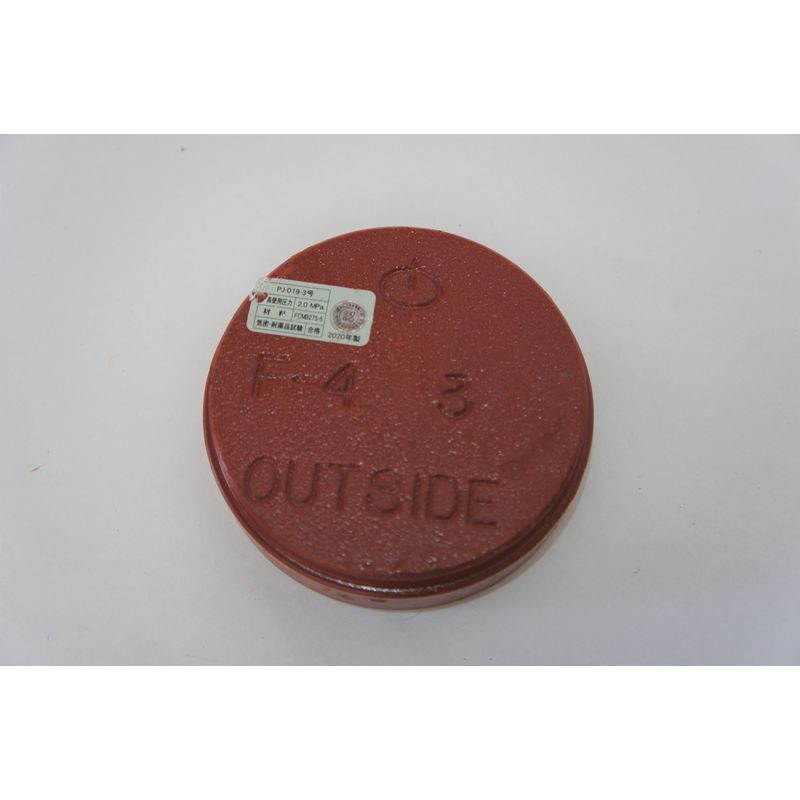 PJ-019-3号
高使用圧力 2.0 MPa
材 料 FCMB275-5
気密・耐薬品試験 合格
2020年製
F-4 3
OUTSIDE